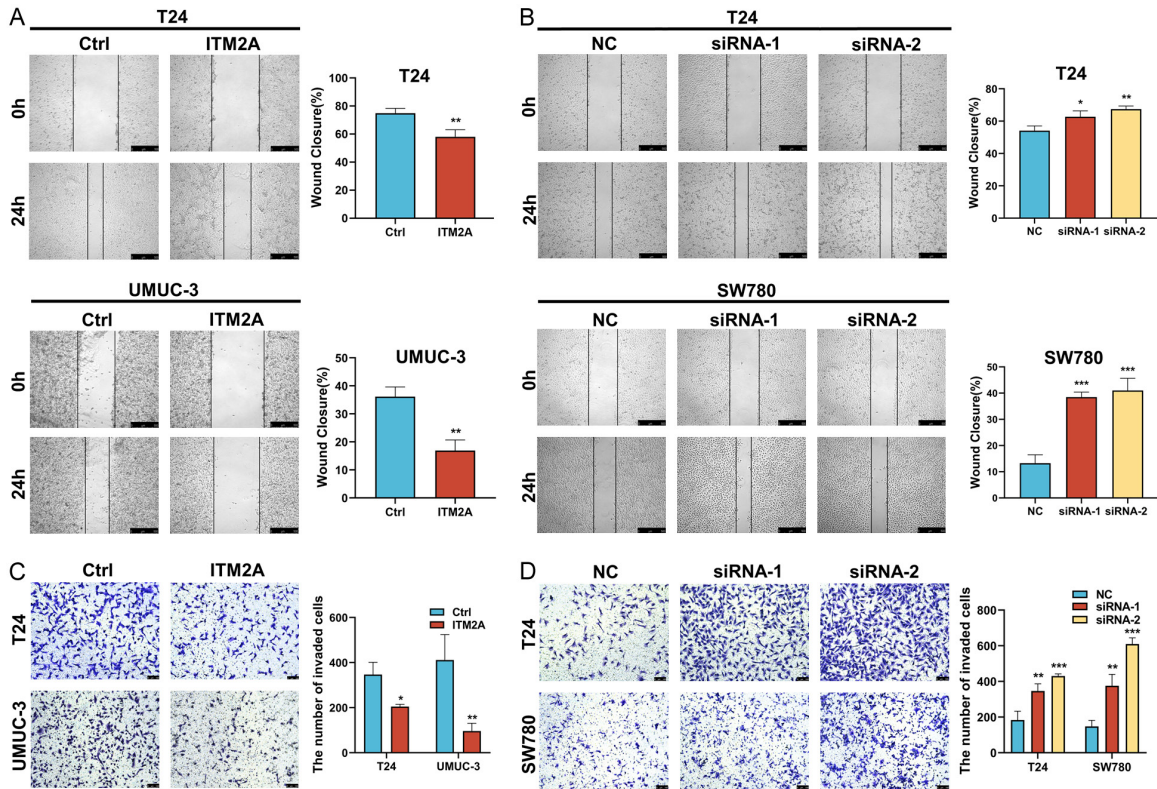 A
T24
Ctrl
ITM2A
0h
24h
T24
Wound Closure(%)
100
80
60
40
20
0
**
Ctrl
ITM2A
UMUC-3
Ctrl
ITM2A
0h
24h
UMUC-3
Wound Closure(%)
50
40
30
20
10
0
**
Ctrl
ITM2A
B
T24
NC
siRNA-1
siRNA-2
0h
24h
T24
Wound Closure(%)
80
60
40
20
0
*
**
NC
siRNA-1
siRNA-2
SW780
NC
siRNA-1
siRNA-2
0h
24h
SW780
Wound Closure(%)
50
40
30
20
10
0
***
***
NC
siRNA-1
siRNA-2
C
Ctrl
ITM2A
T24
UMUC-3
The number of invaded cells
600
400
200
0
Ctrl
ITM2A
*
**
T24
UMUC-3
D
NC
siRNA-1
siRNA-2
T24
SW780
The number of invaded cells
800
600
400
200
0
NC
siRNA-1
siRNA-2
**
***
**
***
T24
SW780